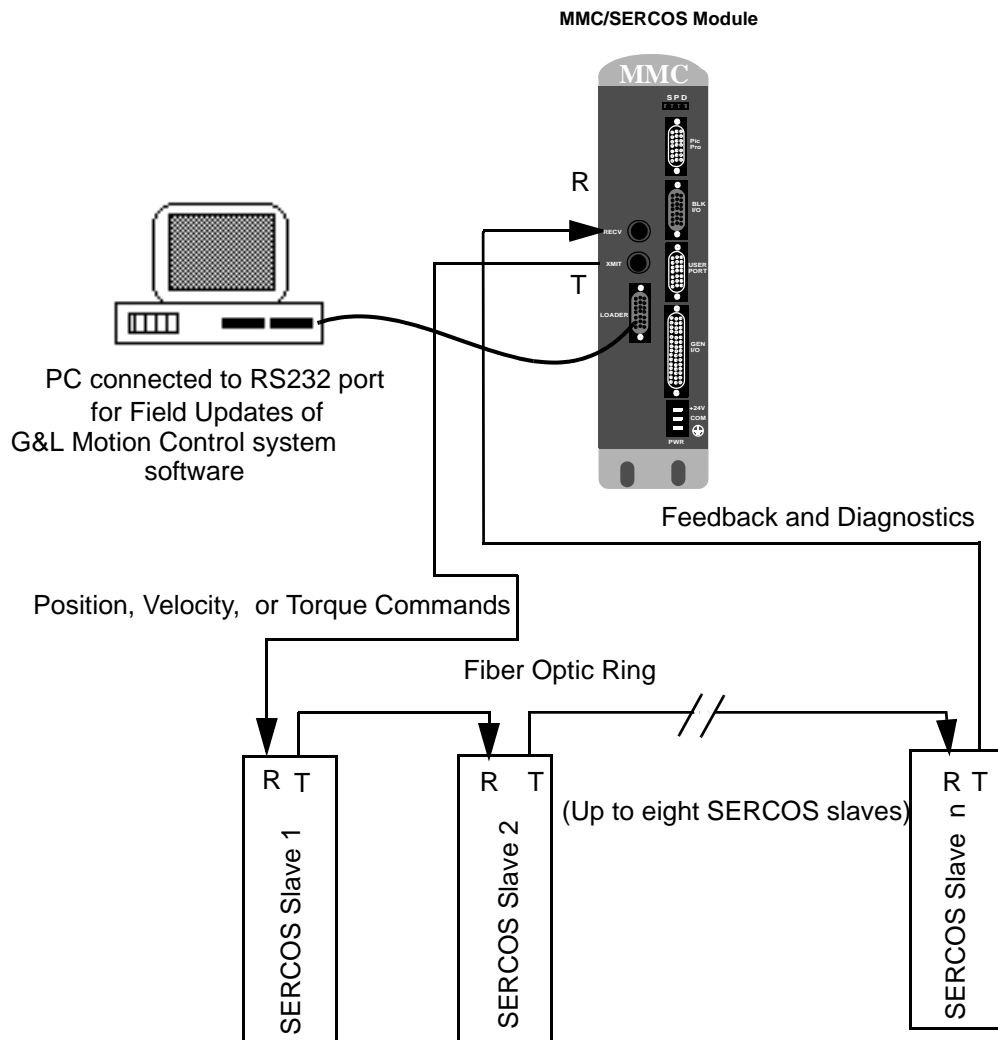 MMC/SERCOS Module
MMC
S P D
Pic
Pro
R
BLK
I/O
RECV
XMIT
USER
PORT
T
LOADER
GEN
I/O
PC connected to RS232 port
for Field Updates of
G&L Motion Control system
software
+24V
COM
PWR
Feedback and Diagnostics
Position, Velocity, or Torque Commands
Fiber Optic Ring
R T
R T
R T
(Up to eight SERCOS slaves)
SERCOS Slave 1
SERCOS Slave 2
SERCOS Slave n